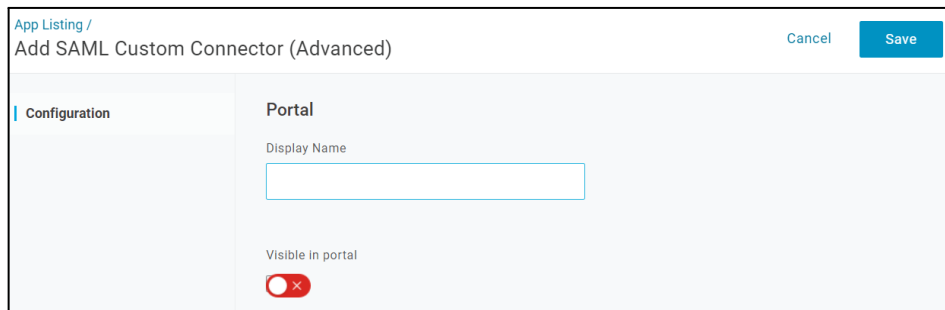 App Listing /
Add SAML Custom Connector (Advanced)
Cancel
Save
Configuration
Portal
Display Name
Visible in portal